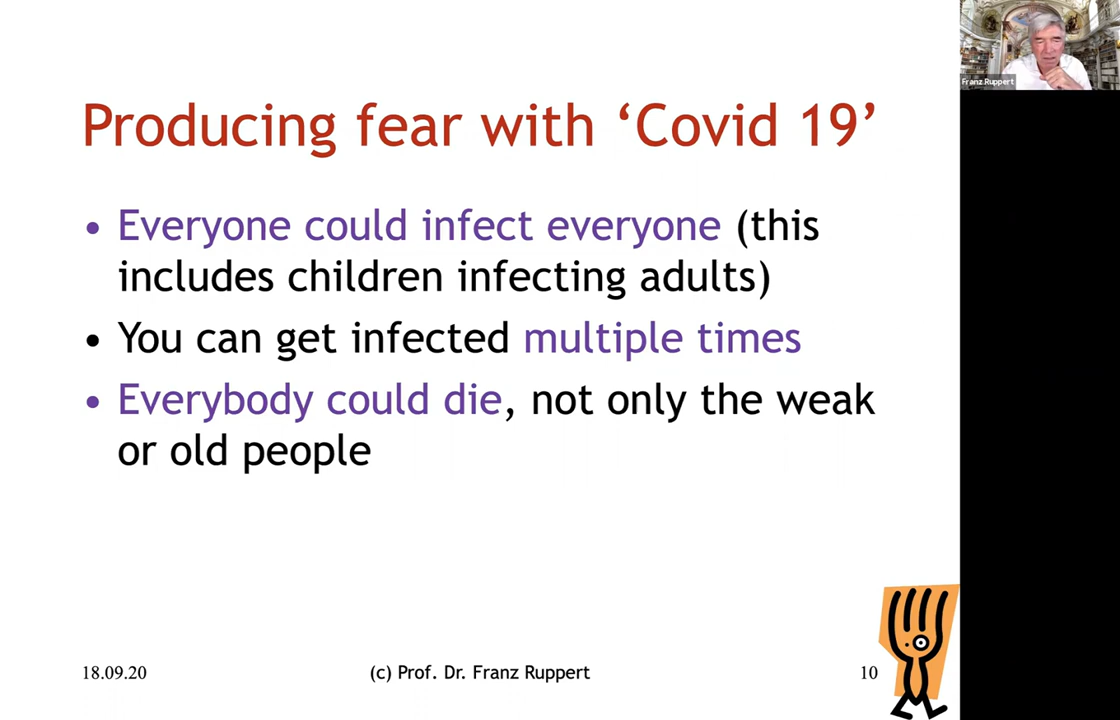 Franz Ruppert
Producing fear with ‘Covid 19’
• Everyone could infect everyone (this
includes children infecting adults)
• You can get infected multiple times
• Everybody could die, not only the weak
or old people
18.09.20
(c) Prof. Dr. Franz Ruppert
10